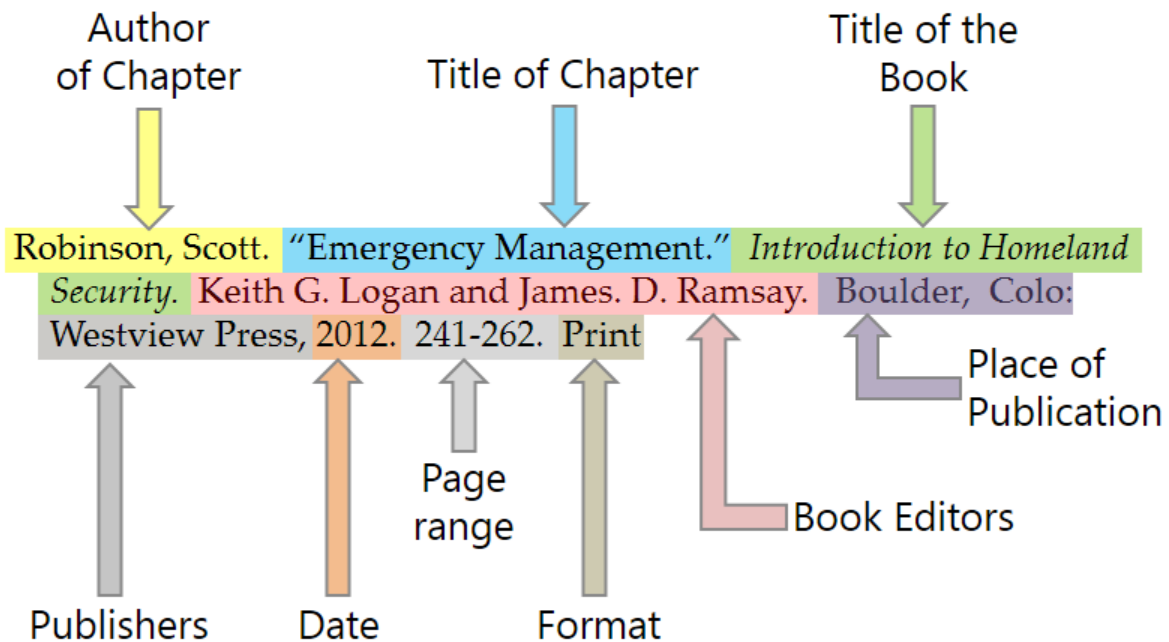 Author
of Chapter
Title of Chapter
Title of the
Book
Robinson, Scott. “Emergency Management.” Introduction to Homeland
Security. Keith G. Logan and James. D. Ramsay. Boulder, Colo:
Westview Press, 2012. 241-262. Print
Place of
Publication
Page
range
Book Editors
Publishers
Date
Format